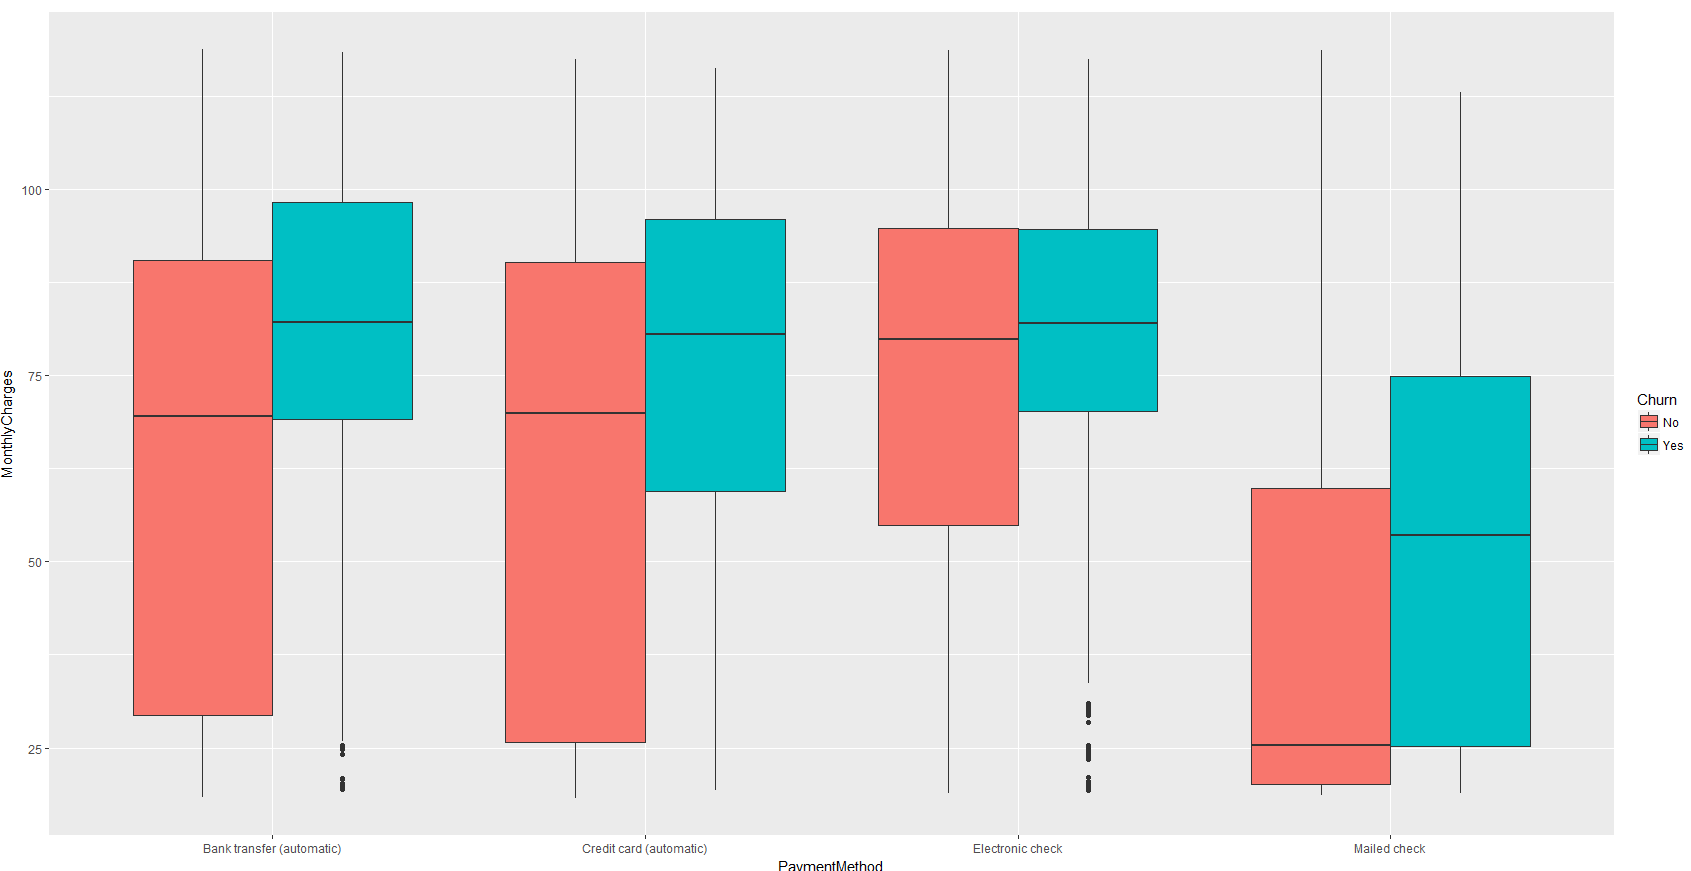 100
75
50
25
MonthlyCharges
Bank transfer (automatic)
Credit card (automatic)
Electronic check
Mailed check
PaymentMethod
Churn
No
Yes